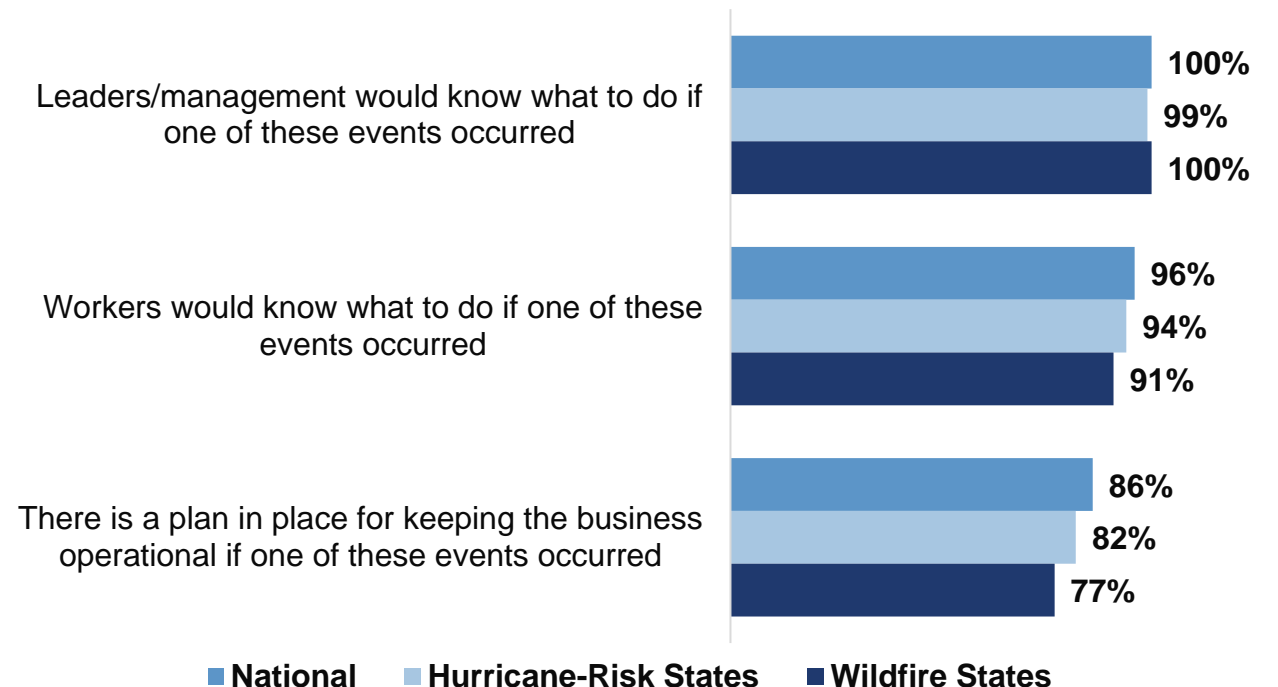 Leaders/management would know what to do if
one of these events occurred
100%
99%
100%
Workers would know what to do if one of these
events occurred
96%
94%
91%
There is a plan in place for keeping the business
operational if one of these events occurred
86%
82%
77%
National Hurricane-Risk States Wildfire States